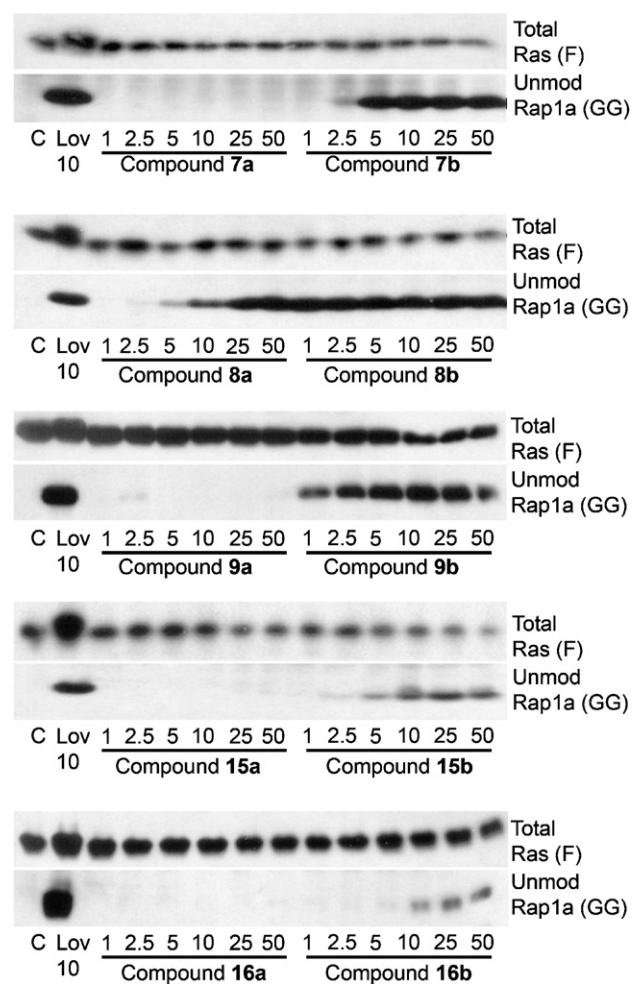 Total
Ras (F)
Unmod
Rap1a (GG)
C Lov 1 2.5 5 10 25 50 1 2.5 5 10 25 50
10 Compound 7a Compound 7b
Total
Ras (F)
Unmod
Rap1a (GG)
C Lov 1 2.5 5 10 25 50 1 2.5 5 10 25 50
10 Compound 8a Compound 8b
Total
Ras (F)
Unmod
Rap1a (GG)
C Lov 1 2.5 5 10 25 50 1 2.5 5 10 25 50
10 Compound 9a Compound 9b
Total
Ras (F)
Unmod
Rap1a (GG)
C Lov 1 2.5 5 10 25 50 1 2.5 5 10 25 50
10 Compound 15a Compound 15b
Total
Ras (F)
Unmod
Rap1a (GG)
C Lov 1 2.5 5 10 25 50 1 2.5 5 10 25 50
10 Compound 16a Compound 16b